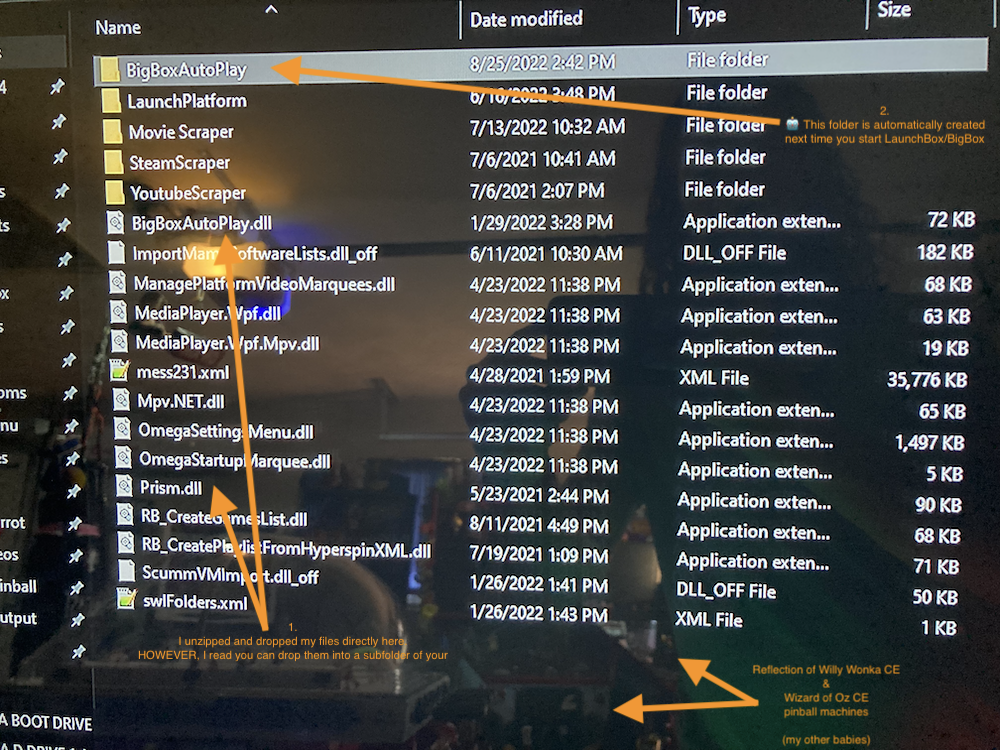 Name Date modified Type Size
BigBoxAutoPlay 8/25/2022 2:42 PM File folder
LaunchPlatform 6/16/2022 3:48 PM File folder
Movie Scraper 7/13/2022 10:32 AM File folder
SteamScraper 7/6/2021 10:41 AM File folder
YoutubeScraper 7/6/2021 2:07 PM File folder
BigBoxAutoPlay.dll 1/29/2022 3:28 PM Application exten... 72 KB
ImportMameSoftwareLists.dll_off 6/11/2021 10:30 AM DLL_OFF File 182 KB
ManagePlatformVideoMarquees.dll 4/23/2022 11:38 PM Application exten... 68 KB
MediaPlayer.Wpf.dll 4/23/2022 11:38 PM Application exten... 63 KB
MediaPlayer.Wpf.Mpv.dll 4/23/2022 11:38 PM Application exten... 19 KB
mess231.xml 4/28/2021 1:59 PM XML File 35,776 KB
Mpv.NET.dll 4/23/2022 11:38 PM Application exten... 65 KB
OmegaSettingsMenu.dll 4/23/2022 11:38 PM Application exten... 1,497 KB
OmegaStartupMarquee.dll 4/23/2022 11:38 PM Application exten... 5 KB
Prism.dll 5/23/2021 2:44 PM Application exten... 90 KB
RB_CreateGamesList.dll 8/11/2021 4:49 PM Application exten... 68 KB
RB_CreatePlaylistFromHyperspinXML.dll 7/19/2021 1:09 PM Application exten... 71 KB
ScummVMImport.dll_off 1/26/2022 1:41 PM DLL_OFF File 50 KB
swlFolders.xml 1/26/2022 1:43 PM XML File 1 KB
2.
This folder is automatically created
next time you start LaunchBox/BigBox
1.
I unzipped and dropped my files directly here
HOWEVER, I read you can drop them into a subfolder of your
Reflection of Willy Wonka CE
&
Wizard of Oz CE
pinball machines
(my other babies)
A BOOT DRIVE